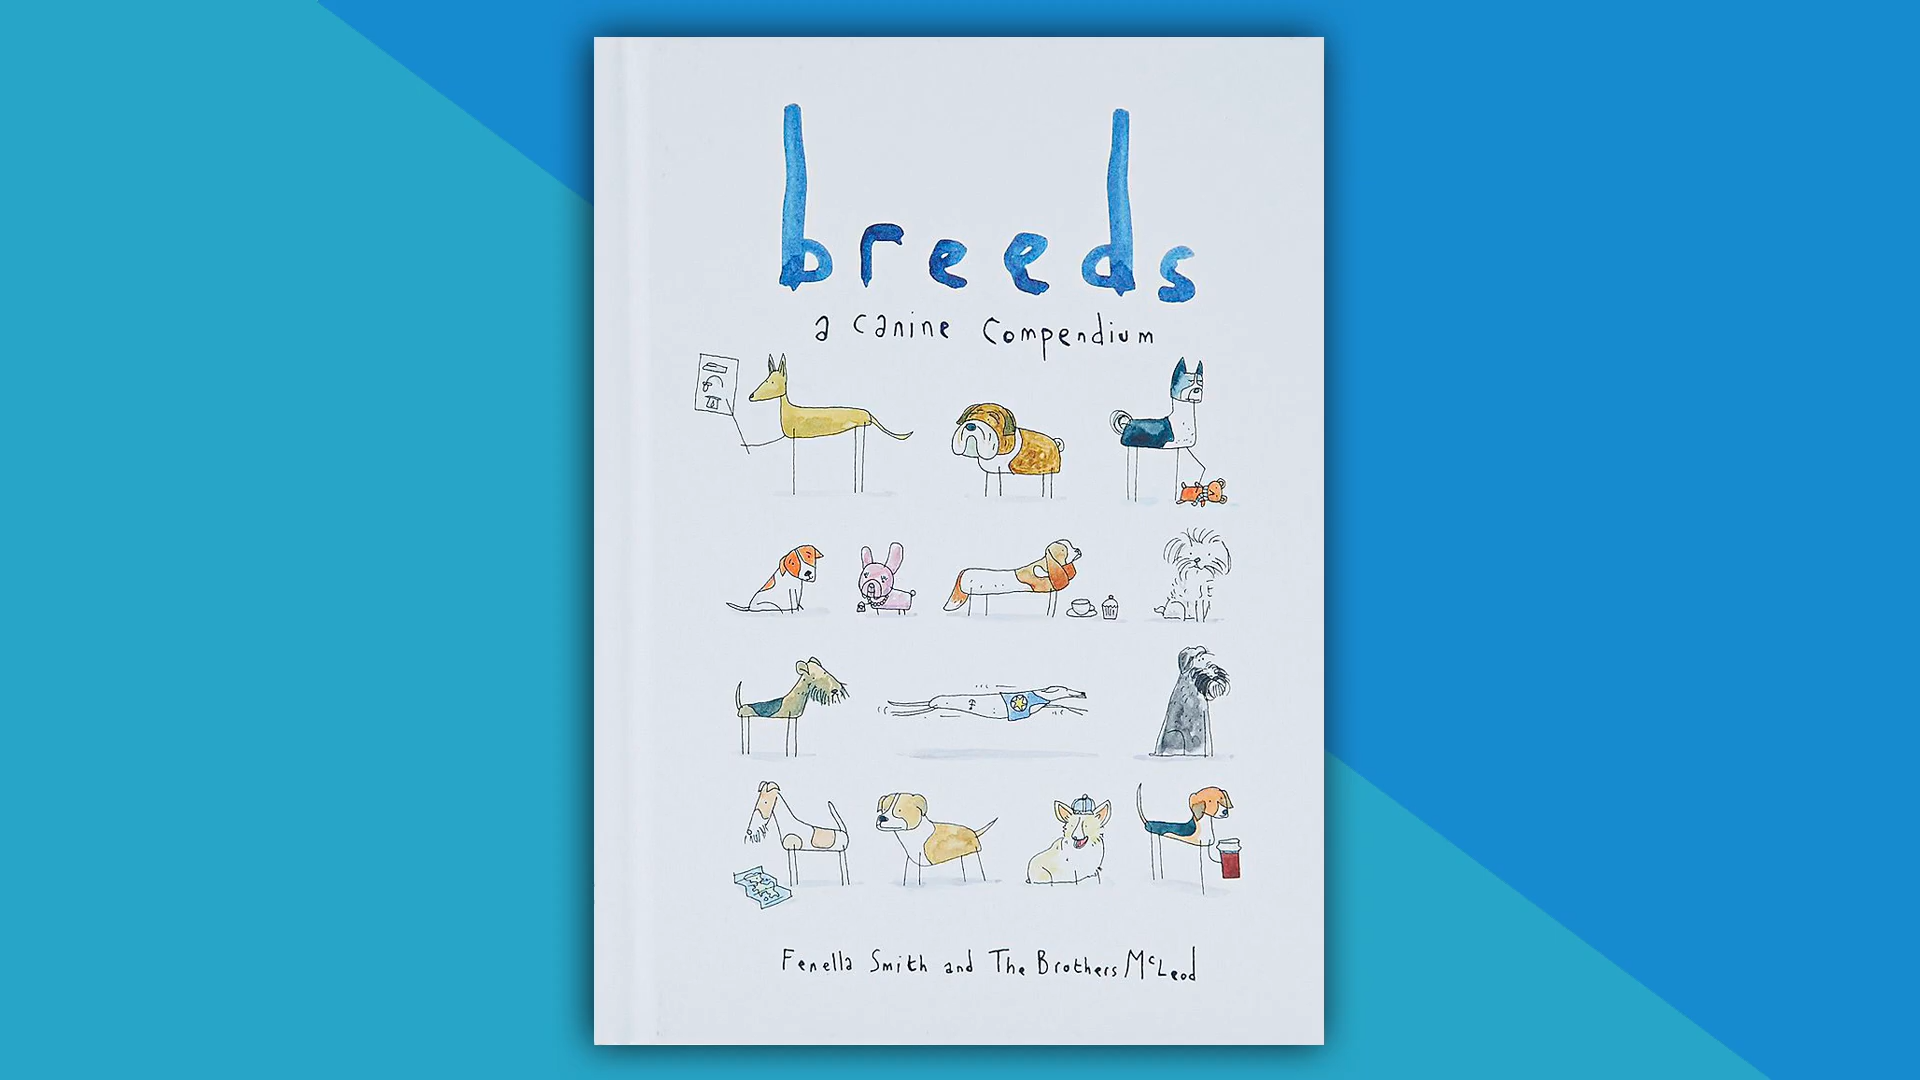 breeds
a canine compendium
Fenella Smith and The Brothers McLeod